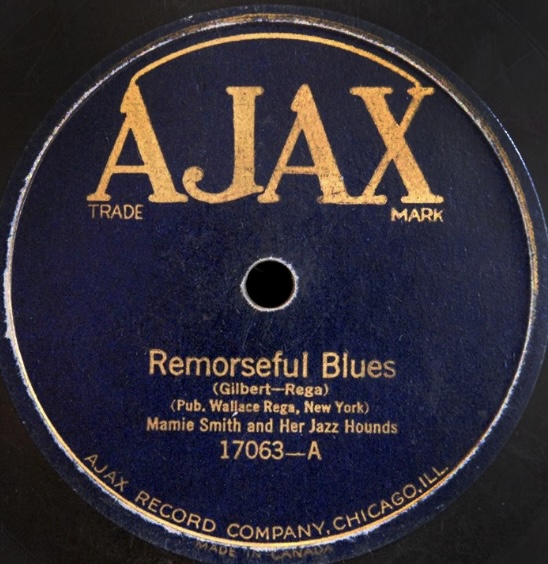 AJAX
TRADE MARK
Remorseful Blues
(Gilbert—Rega)
(Pub. Wallace Rega, New York)
Mamie Smith and Her Jazz Hounds
17063—A
AJAX RECORD COMPANY, CHICAGO, ILL.
MADE IN CANADA